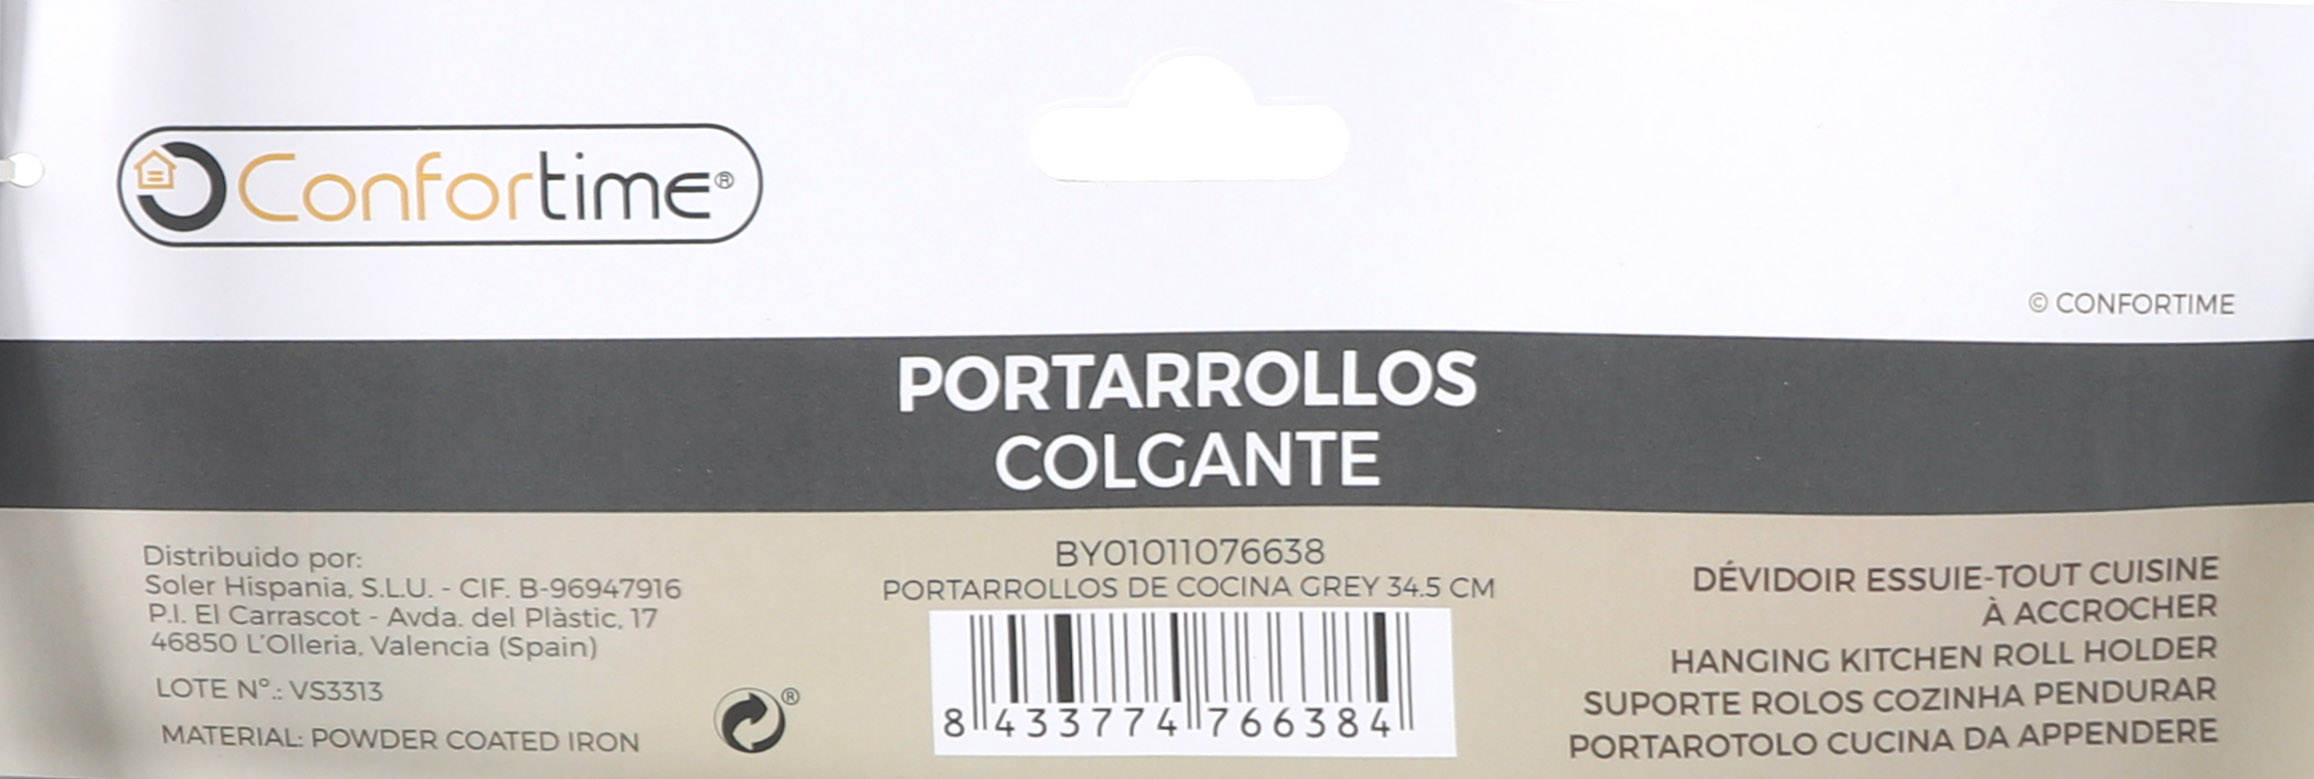 Confortime®
© CONFORTIME
PORTARROLLOS
COLGANTE
Distribuido por:
Soler Hispania, S.L.U. - CIF. B-96947916
P.I. El Carrascot - Avda. del Plàstic, 17
46850 L'Olleria, Valencia (Spain)
LOTE Nº.: VS3313
MATERIAL: POWDER COATED IRON
®
BY01011076638
PORTARROLLOS DE COCINA GREY 34.5 CM
8 433774 766384
DÉVIDOIR ESSUIE-TOUT CUISINE
À ACCROCHER
HANGING KITCHEN ROLL HOLDER
SUPORTE ROLOS COZINHA PENDURAR
PORTAROTOLO CUCINA DA APPENDERE